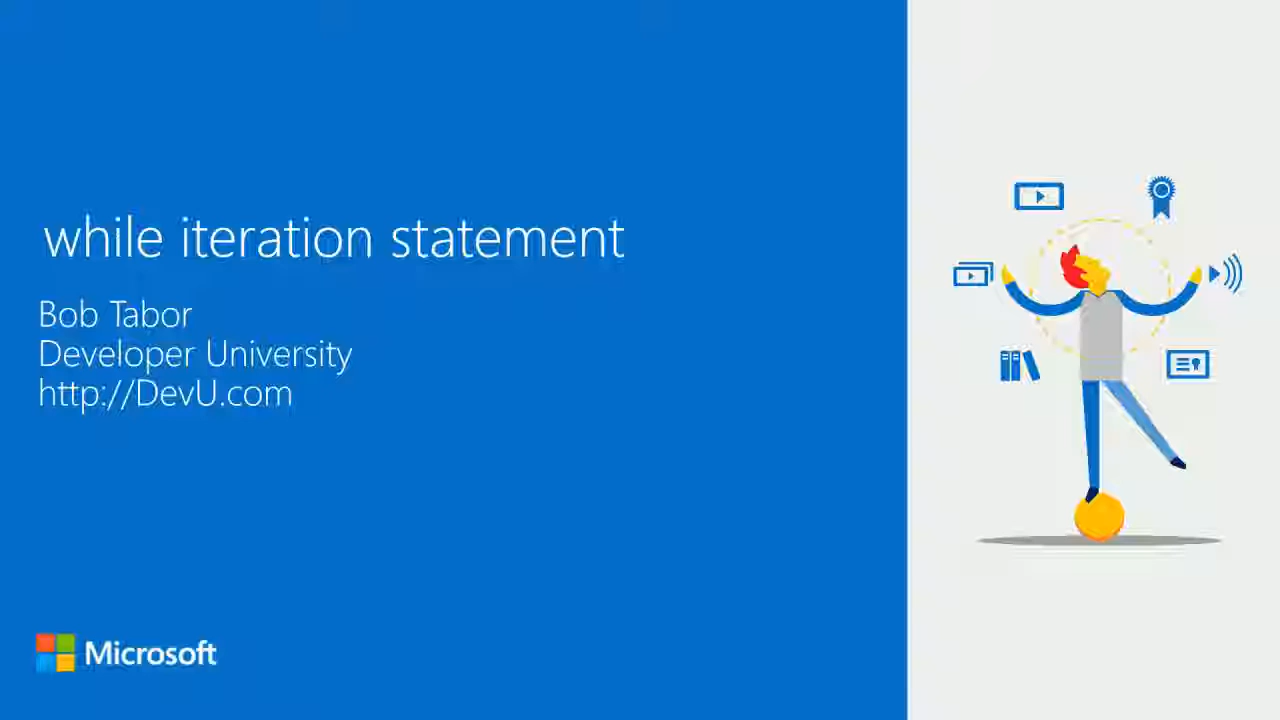 while iteration statement
Bob Tabor
Developer University
http://DevU.com
Microsoft